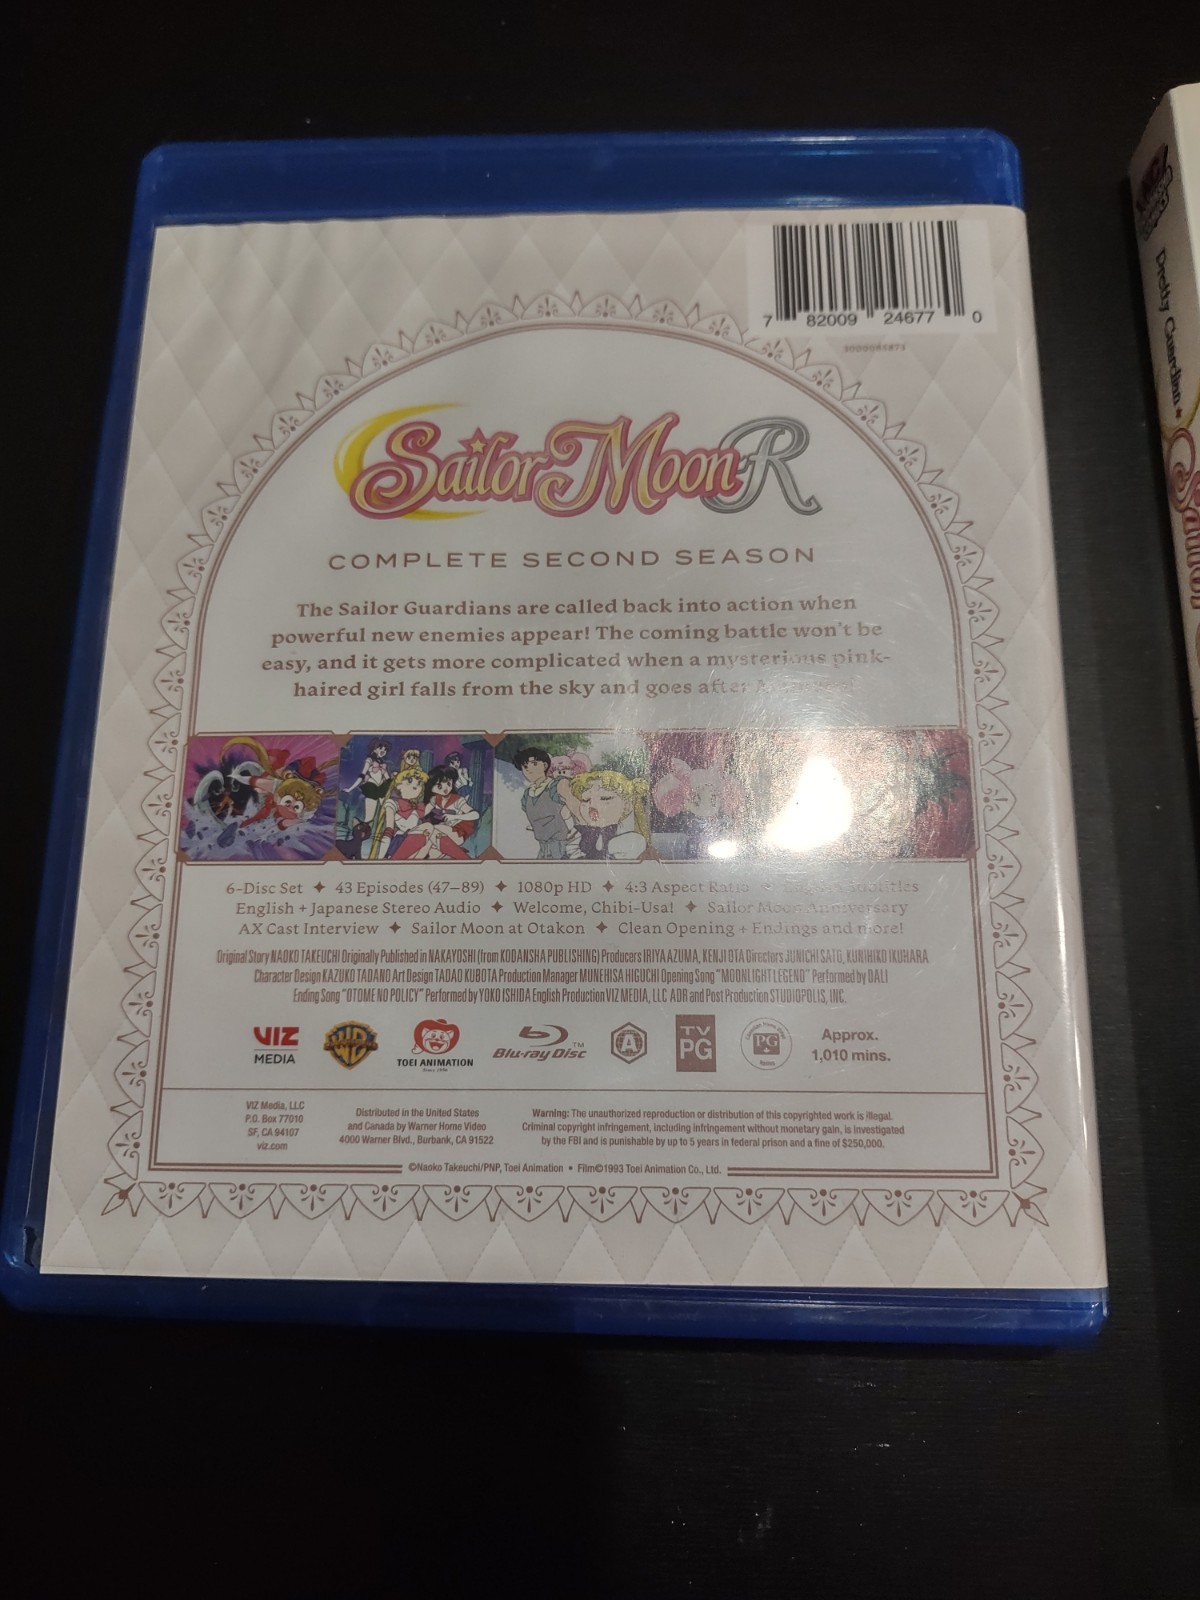 7 82009 24677 0
3000085873
Sailor Moon R
COMPLETE SECOND SEASON
The Sailor Guardians are called back into action when
powerful new enemies appear! The coming battle won't be
easy, and it gets more complicated when a mysterious pink-
haired girl falls from the sky and goes after
6-Disc Set ✦ 43 Episodes (47–89) ✦ 1080p HD ✦ 4:3 Aspect Ratio ✦ English Subtitles
English + Japanese Stereo Audio ✦ Welcome, Chibi-Usa! ✦ Sailor Moon Anniversary
AX Cast Interview ✦ Sailor Moon at Otakon ✦ Clean Opening + Endings and more!
Original Story NAOKO TAKEUCHI Originally Published in NAKAYOSHI (from KODANSHA PUBLISHING) Producers IRIYA AZUMA, KENJI OTA Directors JUNICHI SATO, KUNIHIKO IKUHARA
Character Design KAZUKO TADANO Art Design TADAO KUBOTA Production Manager MUNEHISA HIGUCHI Opening Song "MOONLIGHT LEGEND" Performed by DALI
Ending Song "OTOME NO POLICY" Performed by YOKO ISHIDA English Production VIZ MEDIA, LLC ADR and Post Production STUDIOPOLIS, INC.
VIZ
MEDIA
WB
TOEI ANIMATION
Since 1956
Blu-ray Disc TM
A
TV
PG
PG
Approx.
1,010 mins.
VIZ Media, LLC
P.O. Box 77010
SF, CA 94107
viz.com
Distributed in the United States
and Canada by Warner Home Video
4000 Warner Blvd., Burbank, CA 91522
Warning: The unauthorized reproduction or distribution of this copyrighted work is illegal.
Criminal copyright infringement, including infringement without monetary gain, is investigated
by the FBI and is punishable by up to 5 years in federal prison and a fine of $250,000.
©Naoko Takeuchi/PNP, Toei Animation • Film©1993 Toei Animation Co., Ltd.
Pretty Guardian
Sailor